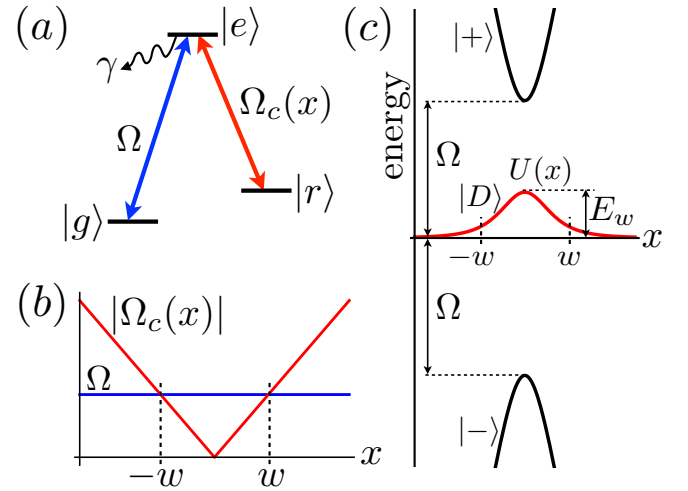 (a)
|e⟩
γ
Ω
Ω_c(x)
|g⟩
|r⟩
(b)
|Ω_c(x)|
Ω
-w
w
x
(c)
energy
|+⟩
Ω
U(x)
|D⟩
E_w
-w
w
x
Ω
|−⟩